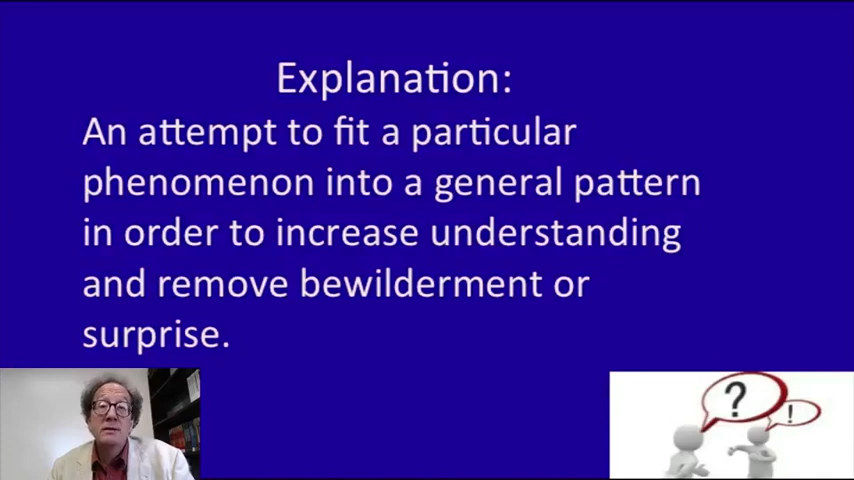 Explanation:
An attempt to fit a particular
phenomenon into a general pattern
in order to increase understanding
and remove bewilderment or
surprise.
?
!